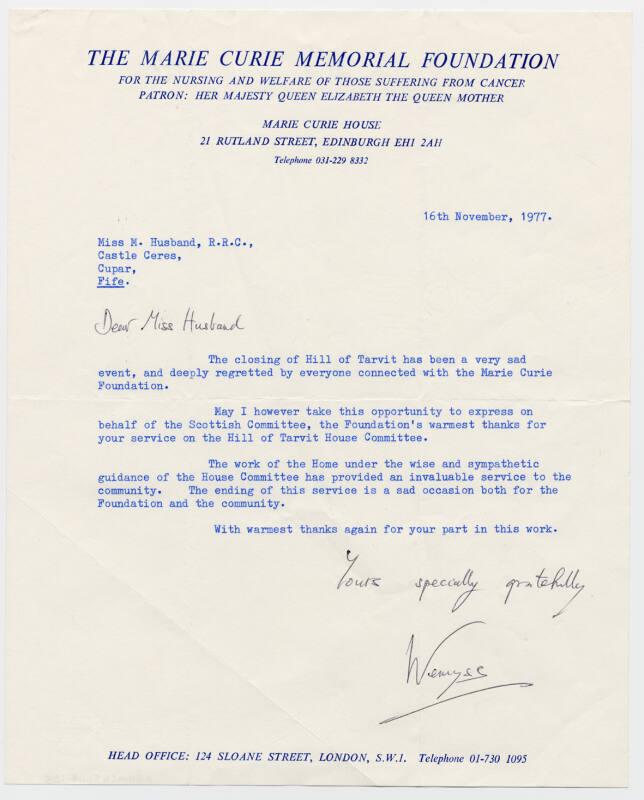 THE MARIE CURIE MEMORIAL FOUNDATION
FOR THE NURSING AND WELFARE OF THOSE SUFFERING FROM CANCER
PATRON: HER MAJESTY QUEEN ELIZABETH THE QUEEN MOTHER
MARIE CURIE HOUSE
21 RUTLAND STREET, EDINBURGH EH1 2AH
Telephone 031-229 8332
16th November, 1977.
Miss M. Husband, R.R.C.,
Castle Ceres,
Cupar,
Fife.
Dear Miss Husband
The closing of Hill of Tarvit has been a very sad
event, and deeply regretted by everyone connected with the Marie Curie
Foundation.
May I however take this opportunity to express on
behalf of the Scottish Committee, the Foundation's warmest thanks for
your service on the Hill of Tarvit House Committee.
The work of the Home under the wise and sympathetic
guidance of the House Committee has provided an invaluable service to the
community. The ending of this service is a sad occasion both for the
Foundation and the community.
With warmest thanks again for your part in this work.
Yours specially gratefully
Wemyss
HEAD OFFICE: 124 SLOANE STREET, LONDON, S.W.1. Telephone 01-730 1095